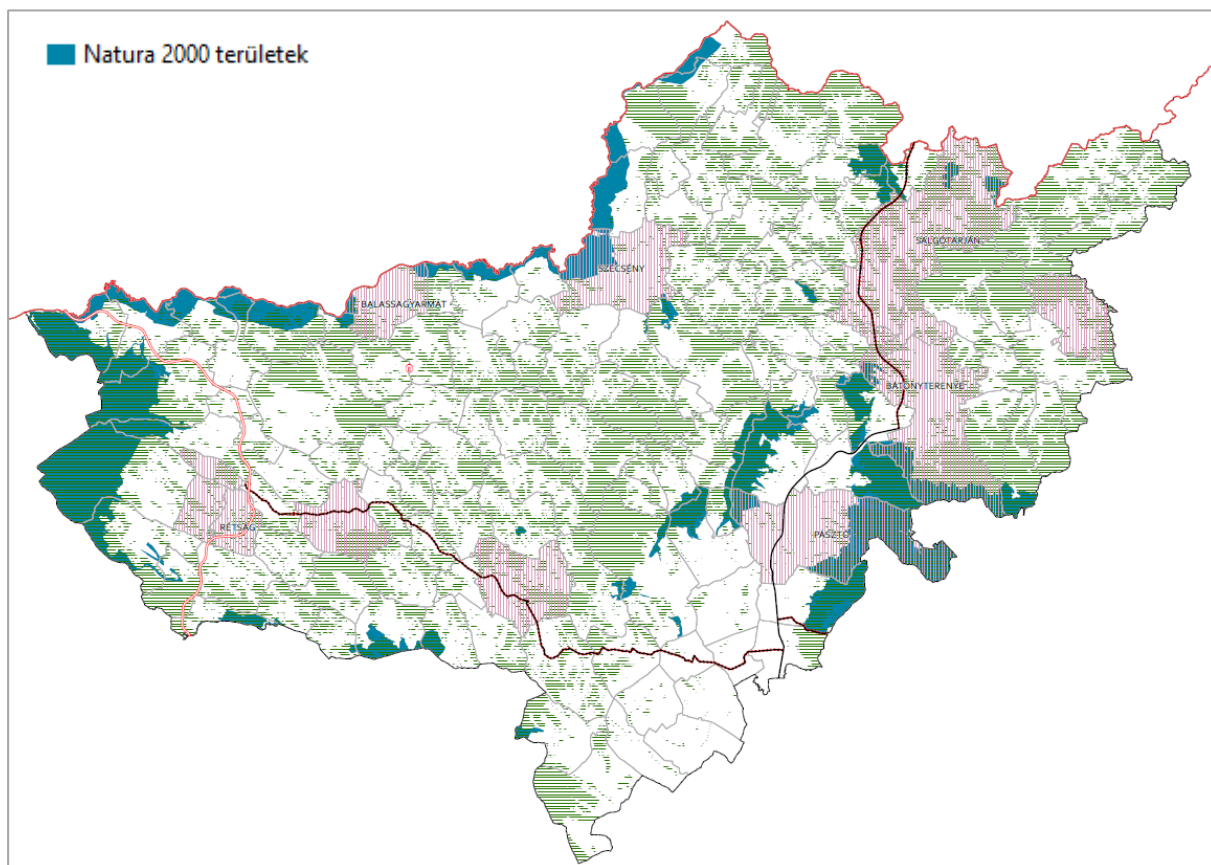 Natura 2000 területek
SALGÓTARJÁN
SZÉCSÉNY
BALASSAGYARMAT
BÁTONYTERENYE
RÉTSÁG
PÁSZTÓ